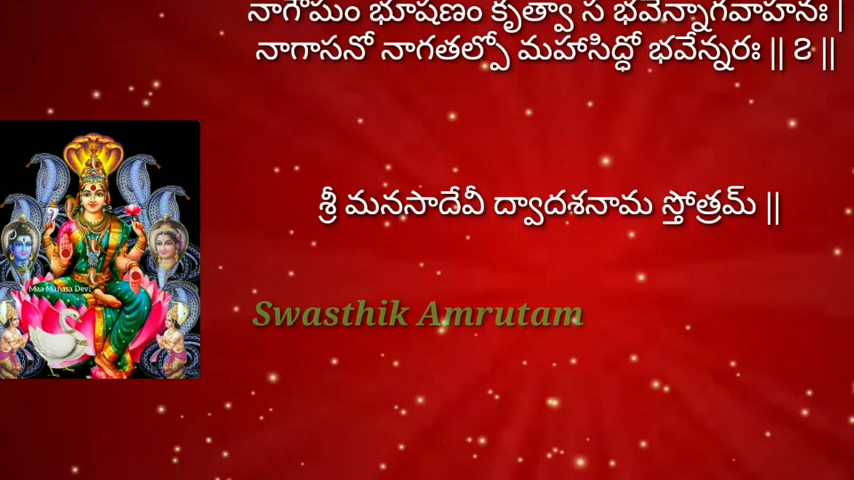 నాగౌఘం భూషణం కృత్వా స భవేన్నాగవాహనః |
నాగాసనో నాగతల్పో మహాసిద్ధో భవేన్నరః || ౭ ||
శ్రీ మనసాదేవీ ద్వాదశనామ స్తోత్రమ్ ||
Maa Manasa Devi
Swasthik Amrutam